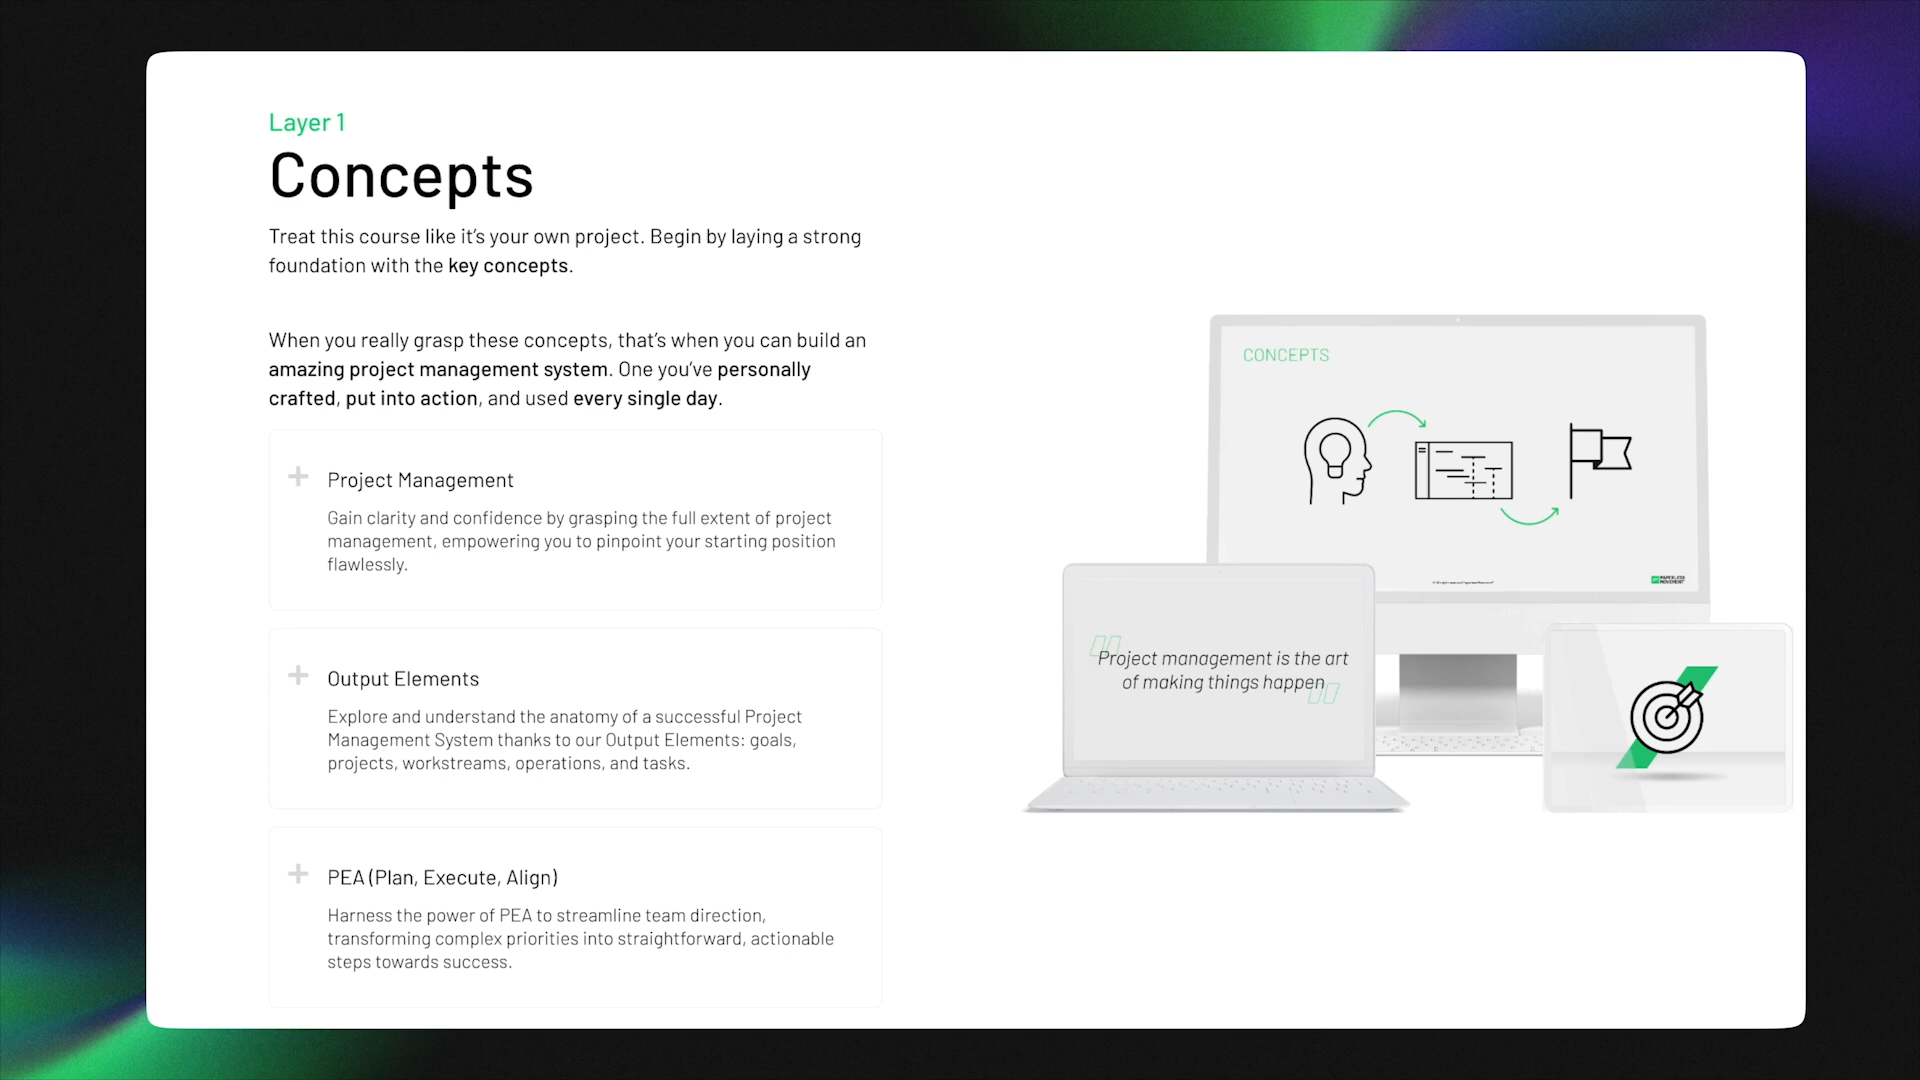 Layer 1
Concepts
Treat this course like it's your own project. Begin by laying a strong
foundation with the key concepts.
When you really grasp these concepts, that's when you can build an
amazing project management system. One you've personally
crafted, put into action, and used every single day.
Project Management
Gain clarity and confidence by grasping the full extent of project
management, empowering you to pinpoint your starting position
flawlessly.
Output Elements
Explore and understand the anatomy of a successful Project
Management System thanks to our Output Elements: goals,
projects, workstreams, operations, and tasks.
PEA (Plan, Execute, Align)
Harness the power of PEA to streamline team direction,
transforming complex priorities into straightforward, actionable
steps towards success.
CONCEPTS
PAPERLESS
MOVEMENT
Project management is the art
of making things happen